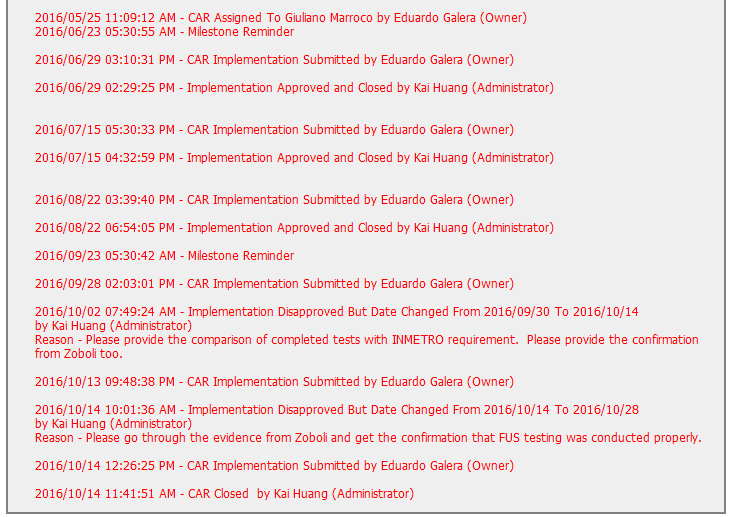 2016/05/25 11:09:12 AM - CAR Assigned To Giuliano Marroco by Eduardo Galera (Owner)
2016/06/23 05:30:55 AM - Milestone Reminder
2016/06/29 03:10:31 PM - CAR Implementation Submitted by Eduardo Galera (Owner)
2016/06/29 02:29:25 PM - Implementation Approved and Closed by Kai Huang (Administrator)
2016/07/15 05:30:33 PM - CAR Implementation Submitted by Eduardo Galera (Owner)
2016/07/15 04:32:59 PM - Implementation Approved and Closed by Kai Huang (Administrator)
2016/08/22 03:39:40 PM - CAR Implementation Submitted by Eduardo Galera (Owner)
2016/08/22 06:54:05 PM - Implementation Approved and Closed by Kai Huang (Administrator)
2016/09/23 05:30:42 AM - Milestone Reminder
2016/09/28 02:03:01 PM - CAR Implementation Submitted by Eduardo Galera (Owner)
2016/10/02 07:49:24 AM - Implementation Disapproved But Date Changed From 2016/09/30 To 2016/10/14
by Kai Huang (Administrator)
Reason - Please provide the comparison of completed tests with INMETRO requirement.  Please provide the confirmation
from Zoboli too.
2016/10/13 09:48:38 PM - CAR Implementation Submitted by Eduardo Galera (Owner)
2016/10/14 10:01:36 AM - Implementation Disapproved But Date Changed From 2016/10/14 To 2016/10/28
by Kai Huang (Administrator)
Reason - Please go through the evidence from Zoboli and get the confirmation that FUS testing was conducted properly.
2016/10/14 12:26:25 PM - CAR Implementation Submitted by Eduardo Galera (Owner)
2016/10/14 11:41:51 AM - CAR Closed  by Kai Huang (Administrator)